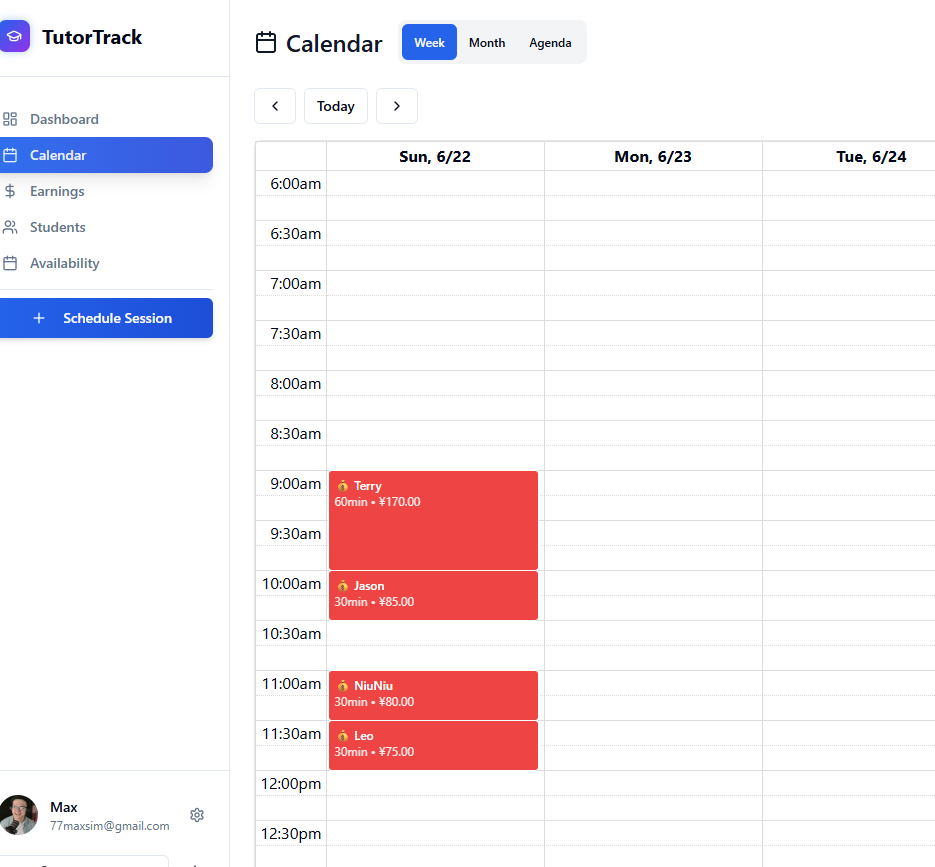 TutorTrack
Dashboard
Calendar
Earnings
Students
Availability
Schedule Session
Max
77maxsim@gmail.com
Calendar
Week Month Agenda
Today
Sun, 6/22 Mon, 6/23 Tue, 6/24
6:00am
6:30am
7:00am
7:30am
8:00am
8:30am
9:00am
💰 Terry
60min • ¥170.00
9:30am
10:00am
💰 Jason
30min • ¥85.00
10:30am
11:00am
💰 NiuNiu
30min • ¥80.00
11:30am
💰 Leo
30min • ¥75.00
12:00pm
12:30pm